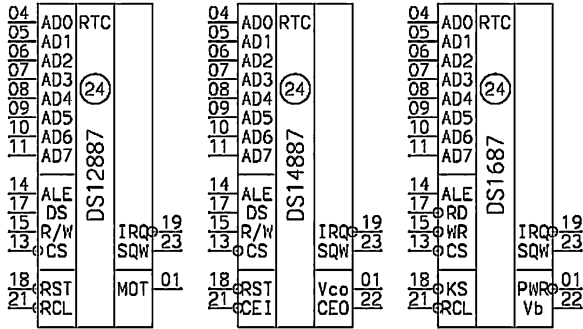 04 AD0 RTC
05 AD1
06 AD2
07 AD3
08 AD4
09 AD5
10 AD6
11 AD7
24
DS12887
14 ALE
17 DS
15 R/W IRQ 19
13 CS SQW 23
18 RST MOT 01
21 RCL
04 AD0 RTC
05 AD1
06 AD2
07 AD3
08 AD4
09 AD5
10 AD6
11 AD7
24
DS14887
14 ALE
17 DS
15 R/W IRQ 19
13 CS SQW 23
18 RST Vco 01
21 CEI CEO 22
04 AD0 RTC
05 AD1
06 AD2
07 AD3
08 AD4
09 AD5
10 AD6
11 AD7
24
DS1687
14 ALE
17 RD
15 WR IRQ 19
13 CS SQW 23
18 KS PWR 01
21 RCL Vb 22